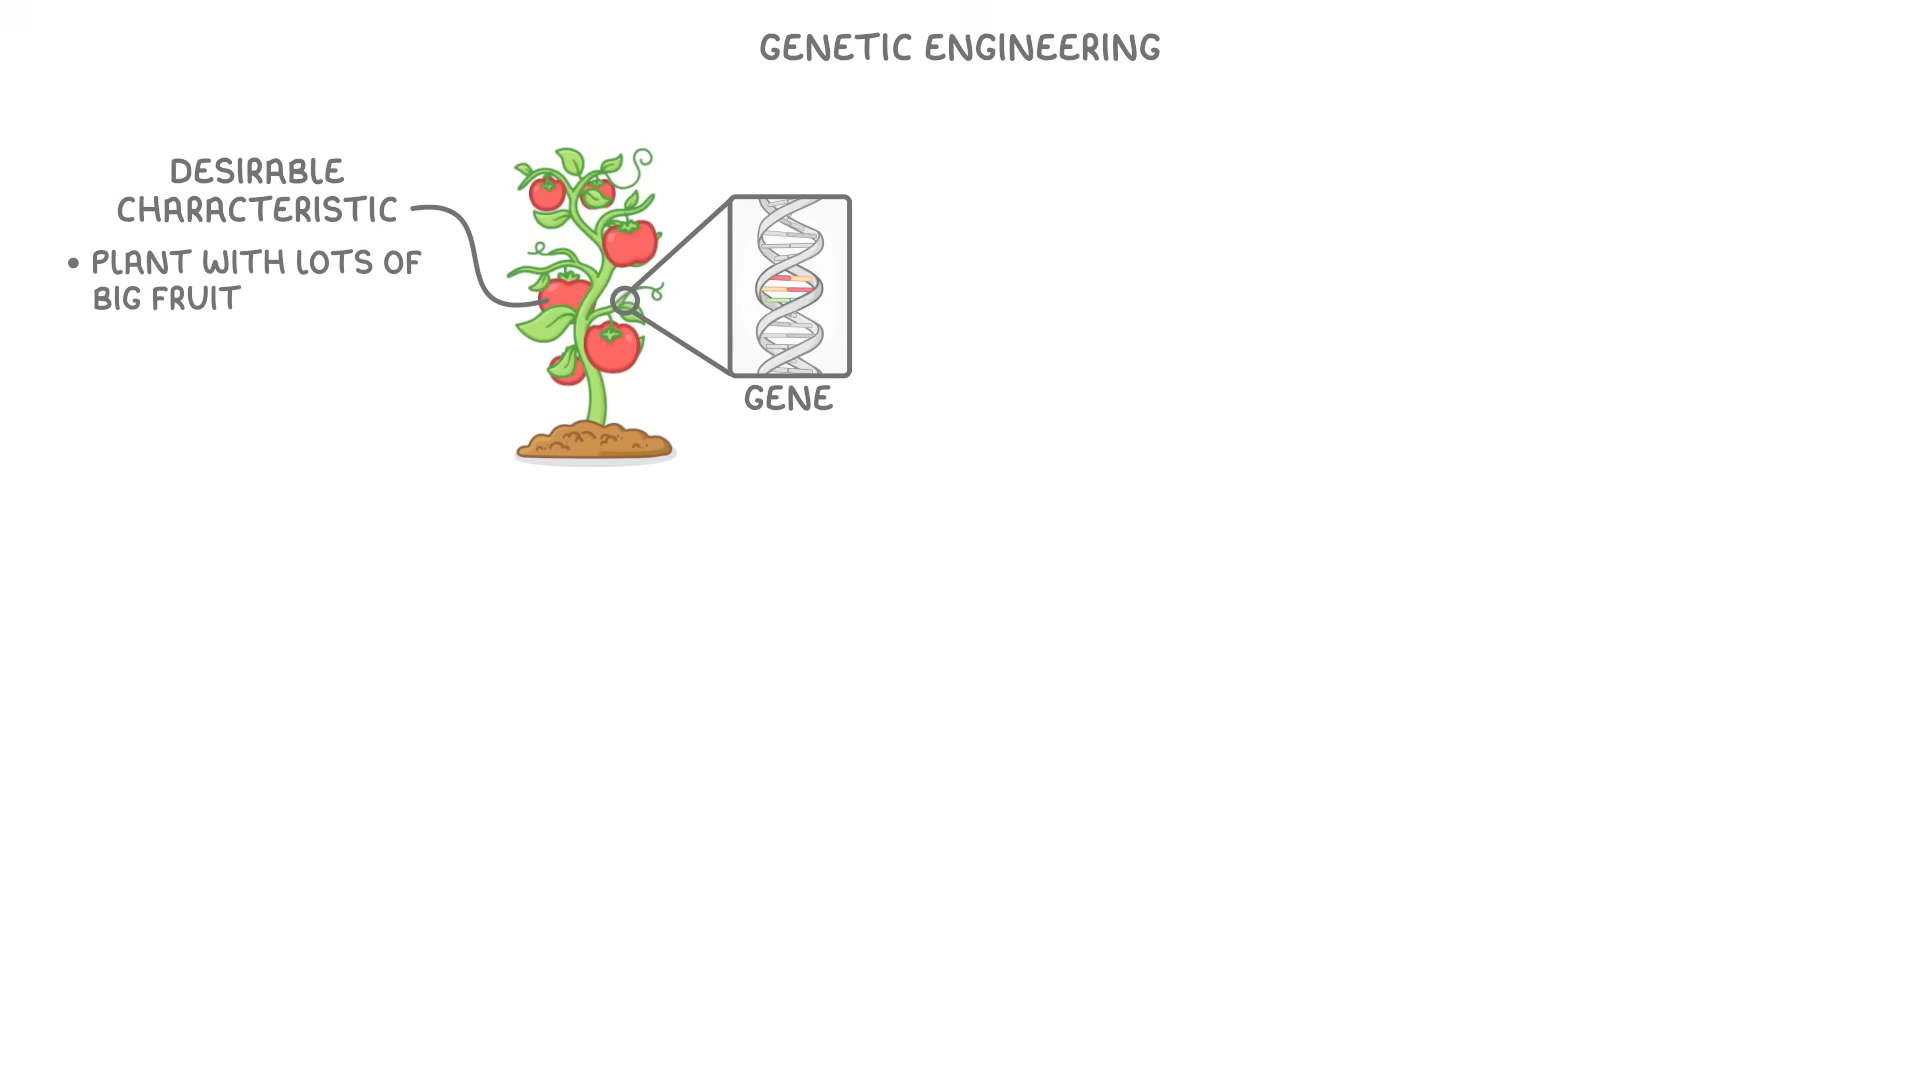 GENETIC ENGINEERING
DESIRABLE
CHARACTERISTIC
• PLANT WITH LOTS OF
BIG FRUIT
GENE